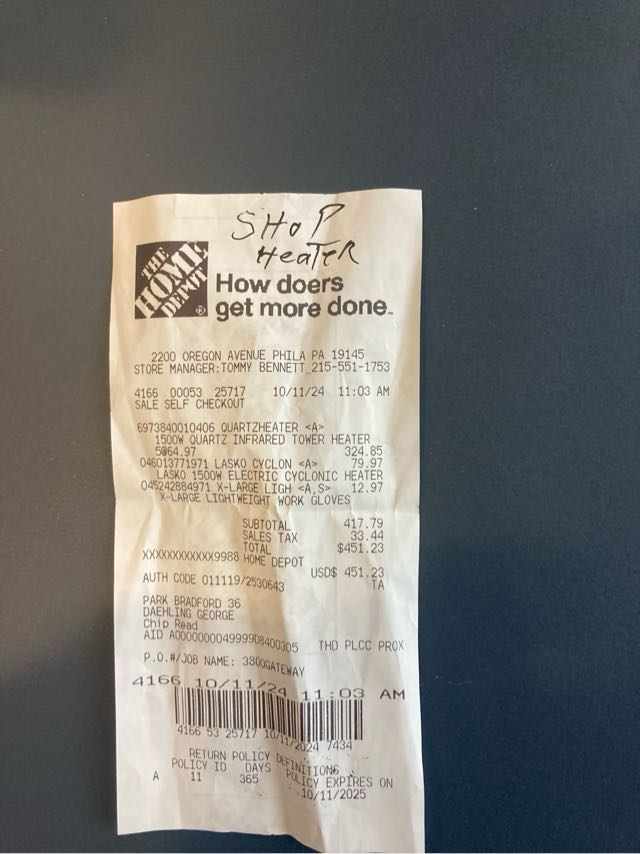 SHOP
HeaTeR
THE HOME DEPOT
How doers
get more done.
2200 OREGON AVENUE PHILA PA 19145
STORE MANAGER:TOMMY BENNETT 215-551-1753
4166 00053 25717 10/11/24 11:03 AM
SALE SELF CHECKOUT
6973840010406 QUARTZHEATER <A>
1500W QUARTZ INFRARED TOWER HEATER
5@64.97 324.85
046013771971 LASKO CYCLON <A> 79.97
LASKO 1500W ELECTRIC CYCLONIC HEATER
045242884971 X-LARGE LIGH <A,S> 12.97
X-LARGE LIGHTWEIGHT WORK GLOVES
SUBTOTAL 417.79
SALES TAX 33.44
TOTAL $451.23
XXXXXXXXXXXX9988 HOME DEPOT
USD$ 451.23
AUTH CODE 011119/2530643 TA
PARK BRADFORD 36
DAEHLING GEORGE
Chip Read
AID A0000000049999D8400305 THD PLCC PROX
P.O.#/JOB NAME: 3800GATEWAY
4166 10/11/24 11:03 AM
4166 53 25717 10/11/2024 7434
RETURN POLICY DEFINITIONS
POLICY ID DAYS POLICY EXPIRES ON
A 11 365 10/11/2025